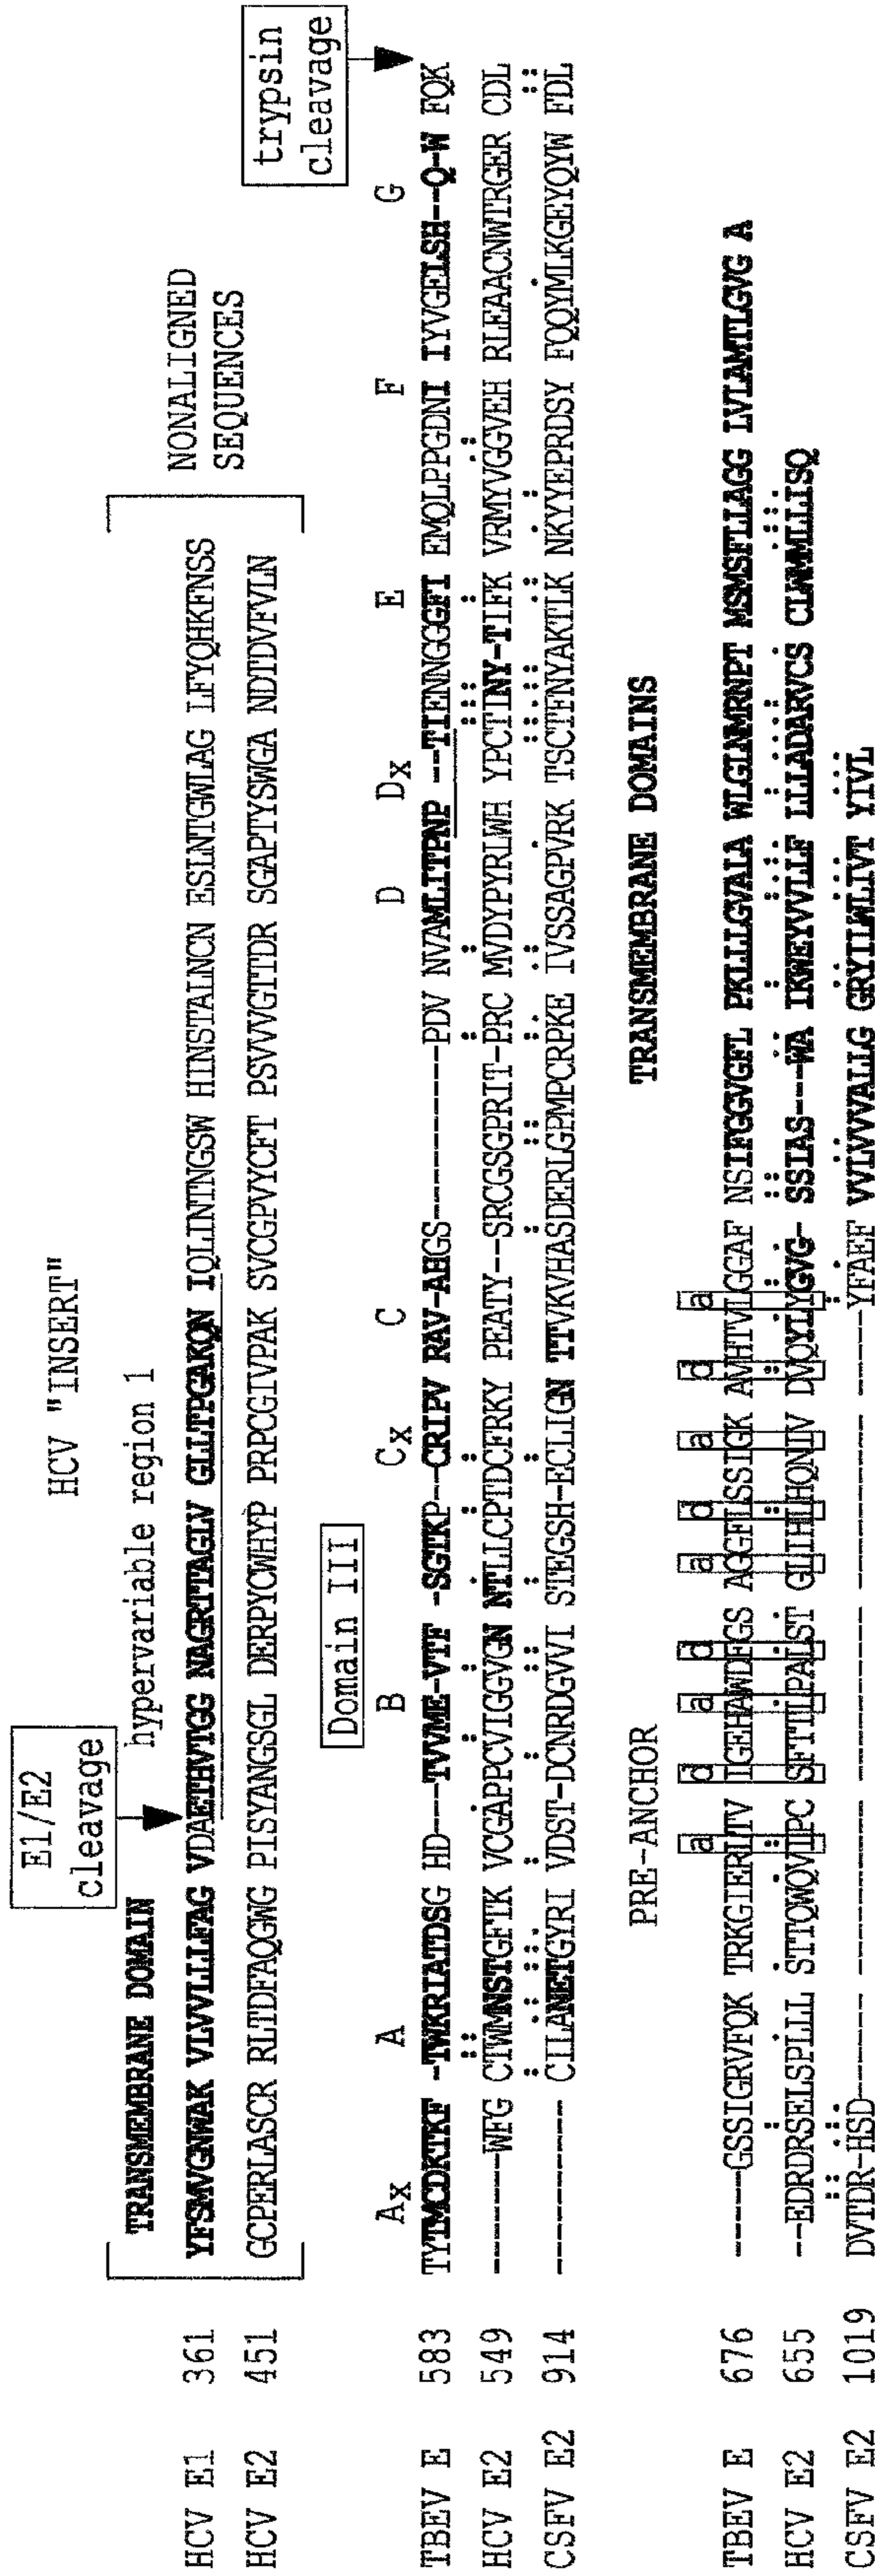 HCV "INSERT"
E1/E2
cleavage
TRANSMEMBRANE DOMAIN
hypervariable region 1
NONALIGNED
SEQUENCES
HCV E1 361 YFSMVGNWAK VLVVLLLFAG VDAETHVTGG NAGRTTAGLV GLLTPGAKQN IQLINTNGSW HINSTALNCN ESLNTGWLAG LFYQHKFNSS
HCV E2 451 GCPERLASCR RLTDFAQGWG PISYANGSGL DERPYCWHYP PRPCGIVPAK SVCGPVYCFT PSVVVGTTDR SGAPTYSWGA NDTDVFVLN
Domain III
trypsin
cleavage
Ax A B Cx C D Dx E F G
TBEV E 583 TYTMCDKTKF -TWKRIATDSG HD---TVVME-VTF -SGTKP--CRIPV RAV-AHGS-----------PDV NVAMLITPNP --TIENNGGGFI EMQLPPGDNI IYVGELSH--Q-W FQK
HCV E2 549 -------WFG CTWMNSTGFTK VCGAPPCVIGGVGN NTLLCPTDCFRKY PEATY--SRCGSGPRIT-PRC MVDYPYRLWH YPCTINY-TIFK VRMYVGGVEH RLEAACNWTRGER CDL
CSFV E2 914 ---------- CILANETGYRI VDST-DCNRDGVVI STEGSH-ECLIGN TTVKVHASDERLGPMPCRPKE IVSSAGPVRK TSCTFNYAKTLK NKYYEPRDSY FQQYMLKGEYQYW FDL
PRE-ANCHOR
TRANSMEMBRANE DOMAINS
a d a d a d a d a
TBEV E 676 -----GSSIGRVFQK TRKGIERLTV IGEHAWDFGS AGGFLSSIGK AVHTVLGGAF NSIFGGVGFL PKLLLGVALA WLGLNMRNPT MSMSFLLAGG LVLAMTLGVG A
HCV E2 655 --EDRDRSELSPLLL STTQWQVLPC SFTTLPALST GLIHLHQNIV DVQYLYGVG- SSIAS---WA IKWEYVVLLF LLLADARVCS CLWMMLLISQ
CSFV E2 1019 DVTDR-HSD------ ---------- ---------- ---------- -----YFAEF VVLVVVALLG GRYILWLIVT YIVL